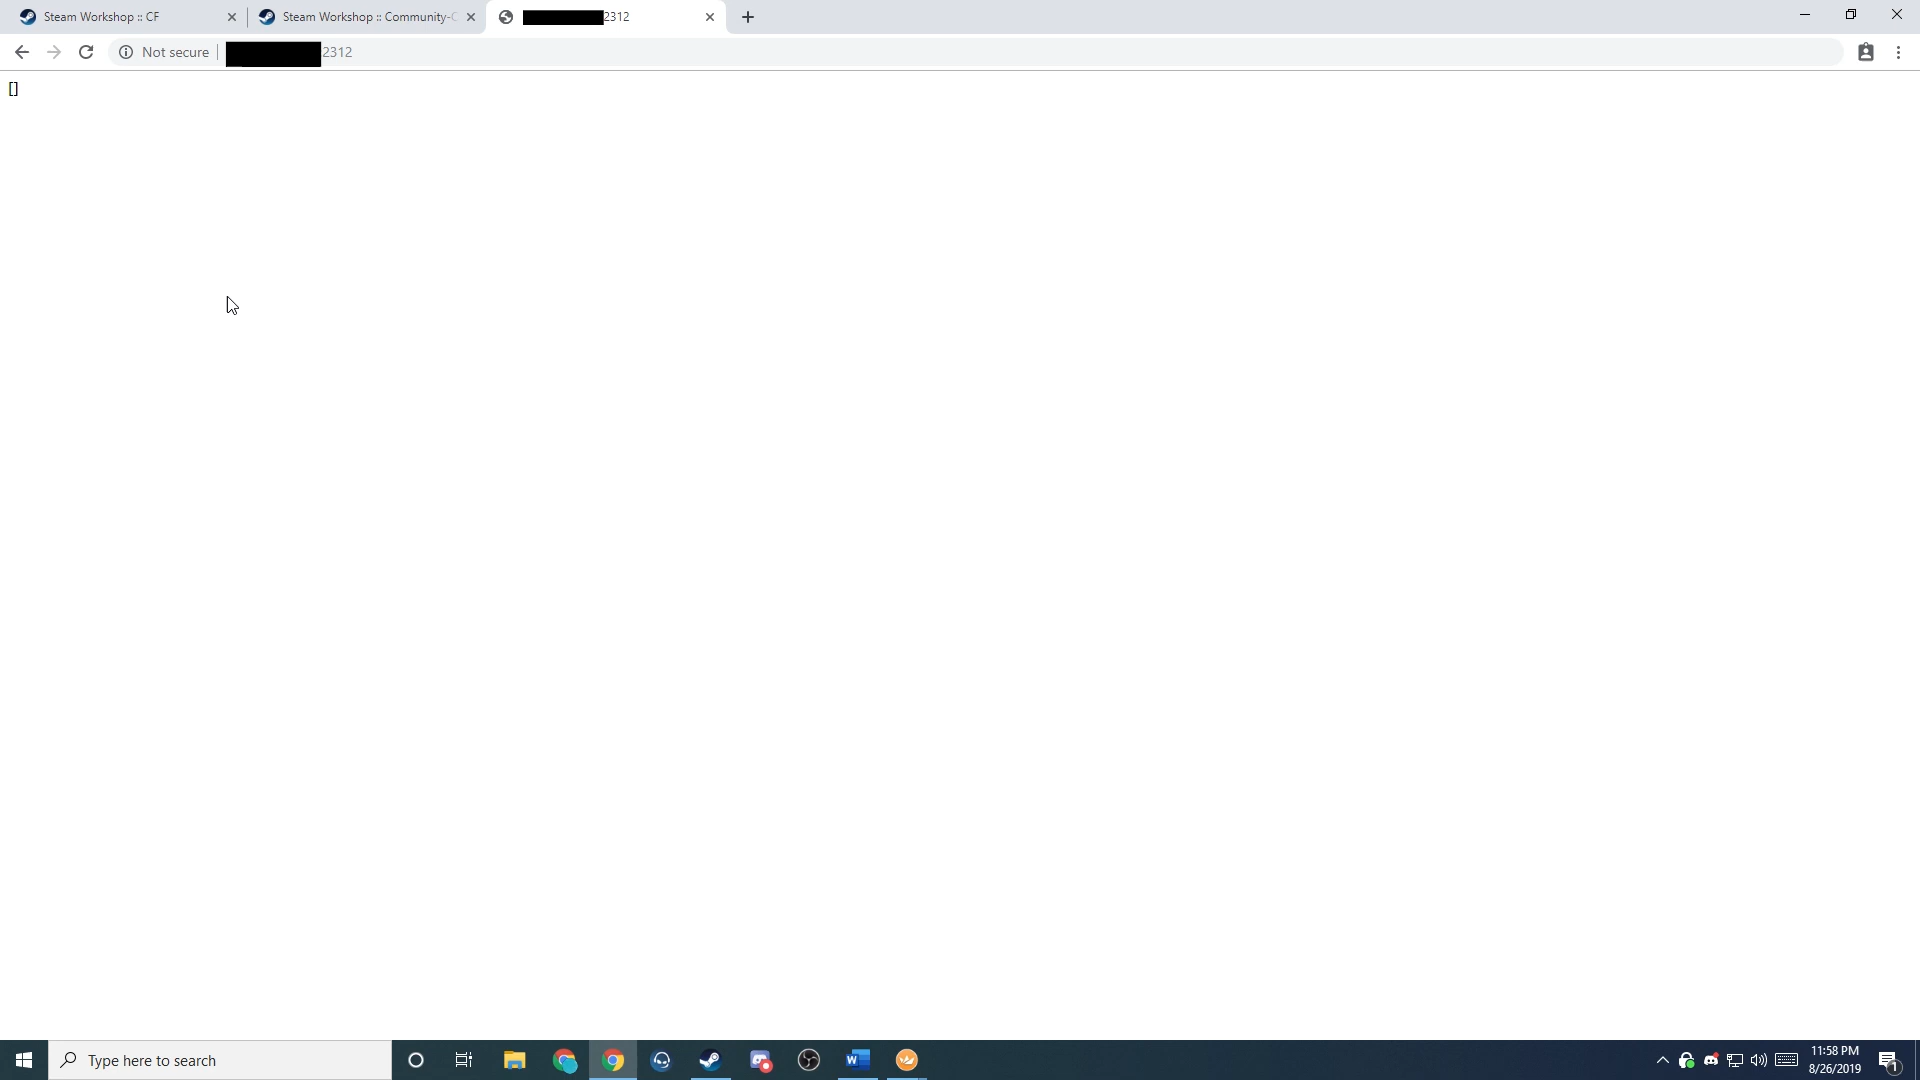 Steam Workshop :: CF
Steam Workshop :: Community-C
2312
Not secure
2312
[]
Type here to search
W
11:58 PM
8/26/2019
1